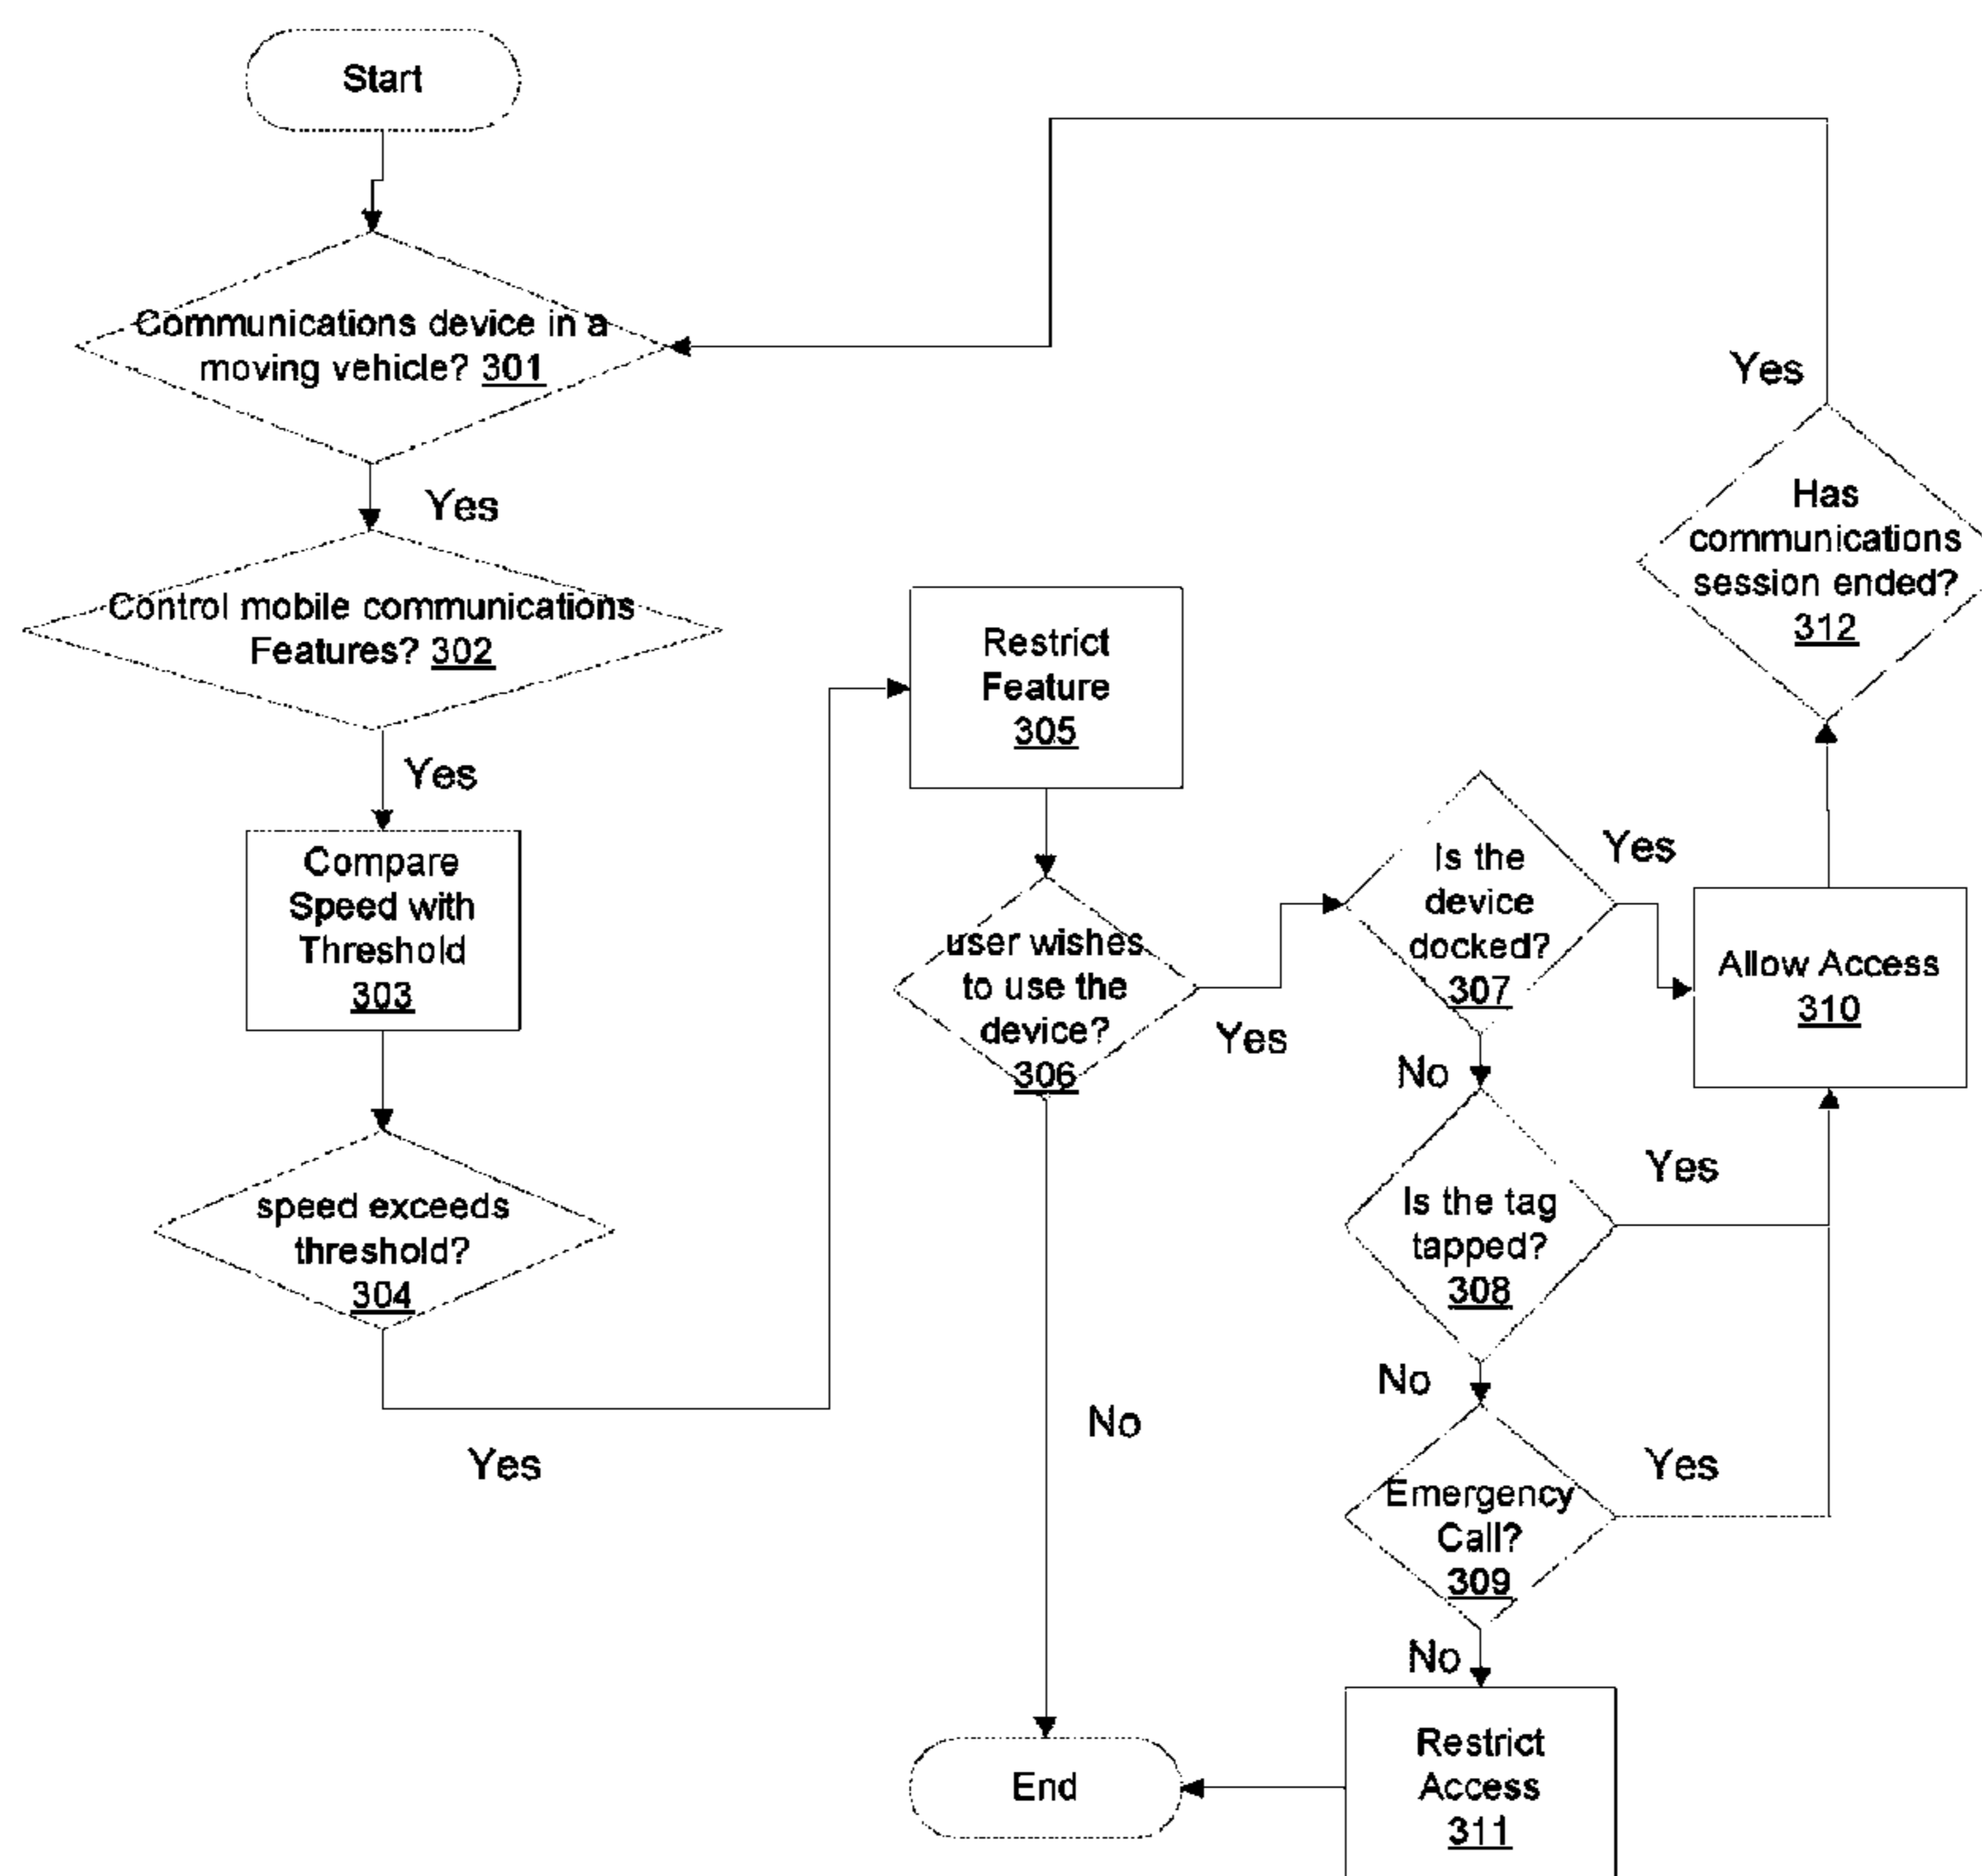 Start
Communications device in a
moving vehicle? 301
Yes
Control mobile communications
Features? 302
Yes
Compare
Speed with
Threshold
303
speed exceeds
threshold?
304
Yes
Restrict
Feature
305
user wishes
to use the
device?
306
Yes
No
Is the
device
docked?
307
Yes
No
Is the tag
tapped?
308
Yes
No
Emergency
Call?
309
Yes
No
Restrict
Access
311
End
Allow Access
310
Has
communications
session ended?
312
Yes